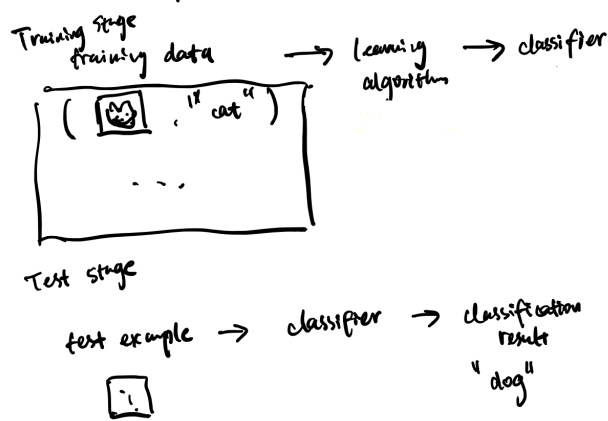 Training stage
training data → learning algorithm → classifier
( , "cat" )
...
Test stage
test example → classifier → classification result
"dog"